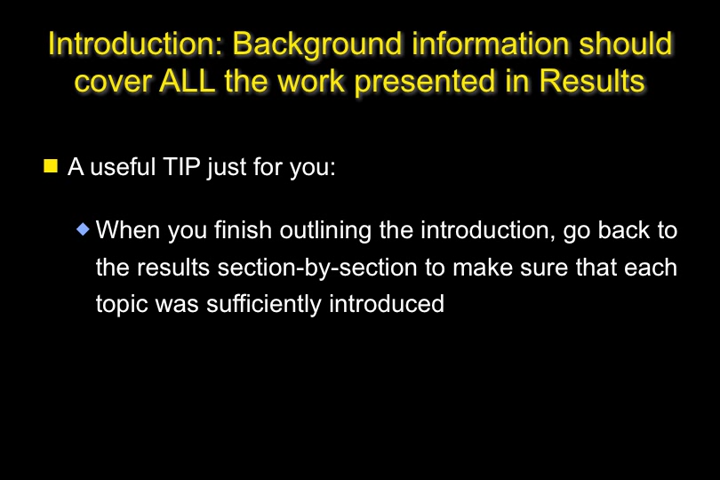 Introduction: Background information should
cover ALL the work presented in Results
A useful TIP just for you:
When you finish outlining the introduction, go back to
the results section-by-section to make sure that each
topic was sufficiently introduced